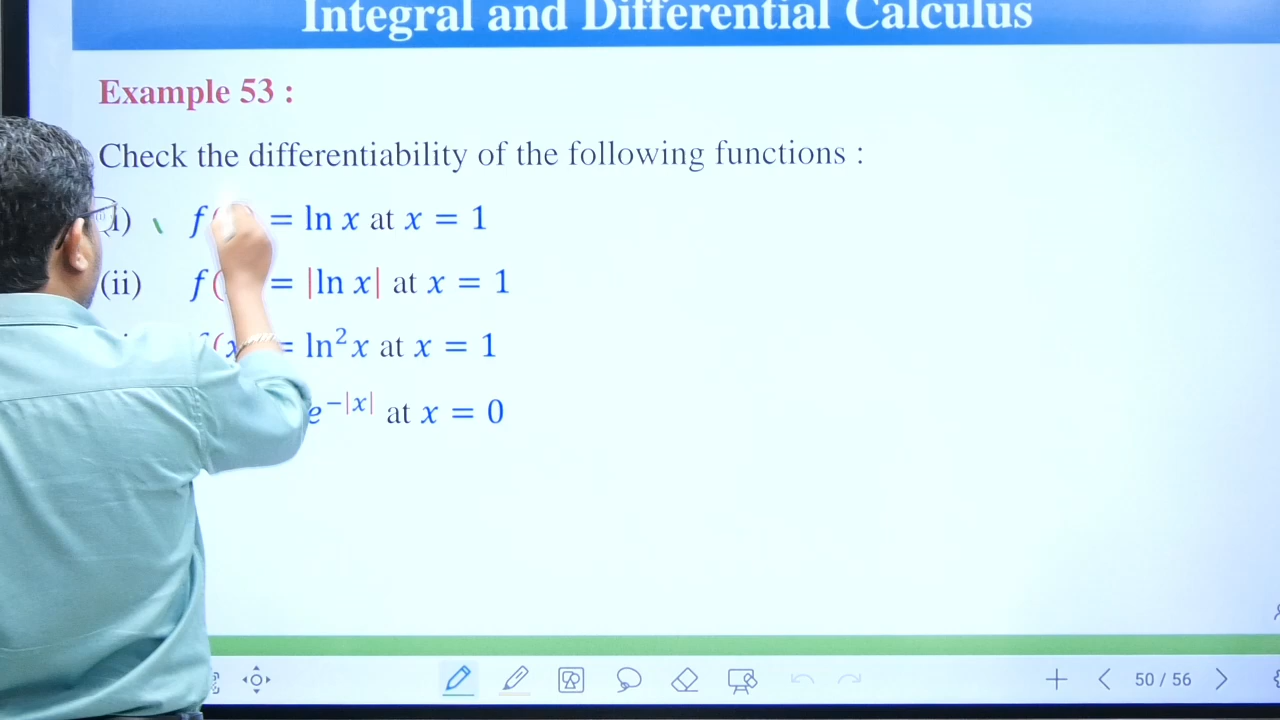 Integral and Differential Calculus
Example 53 :
Check the differentiability of the following functions :
f = ln x at x = 1
(ii) f( = |ln x| at x = 1
(x = ln²x at x = 1
e^{-|x|} at x = 0
50 / 56